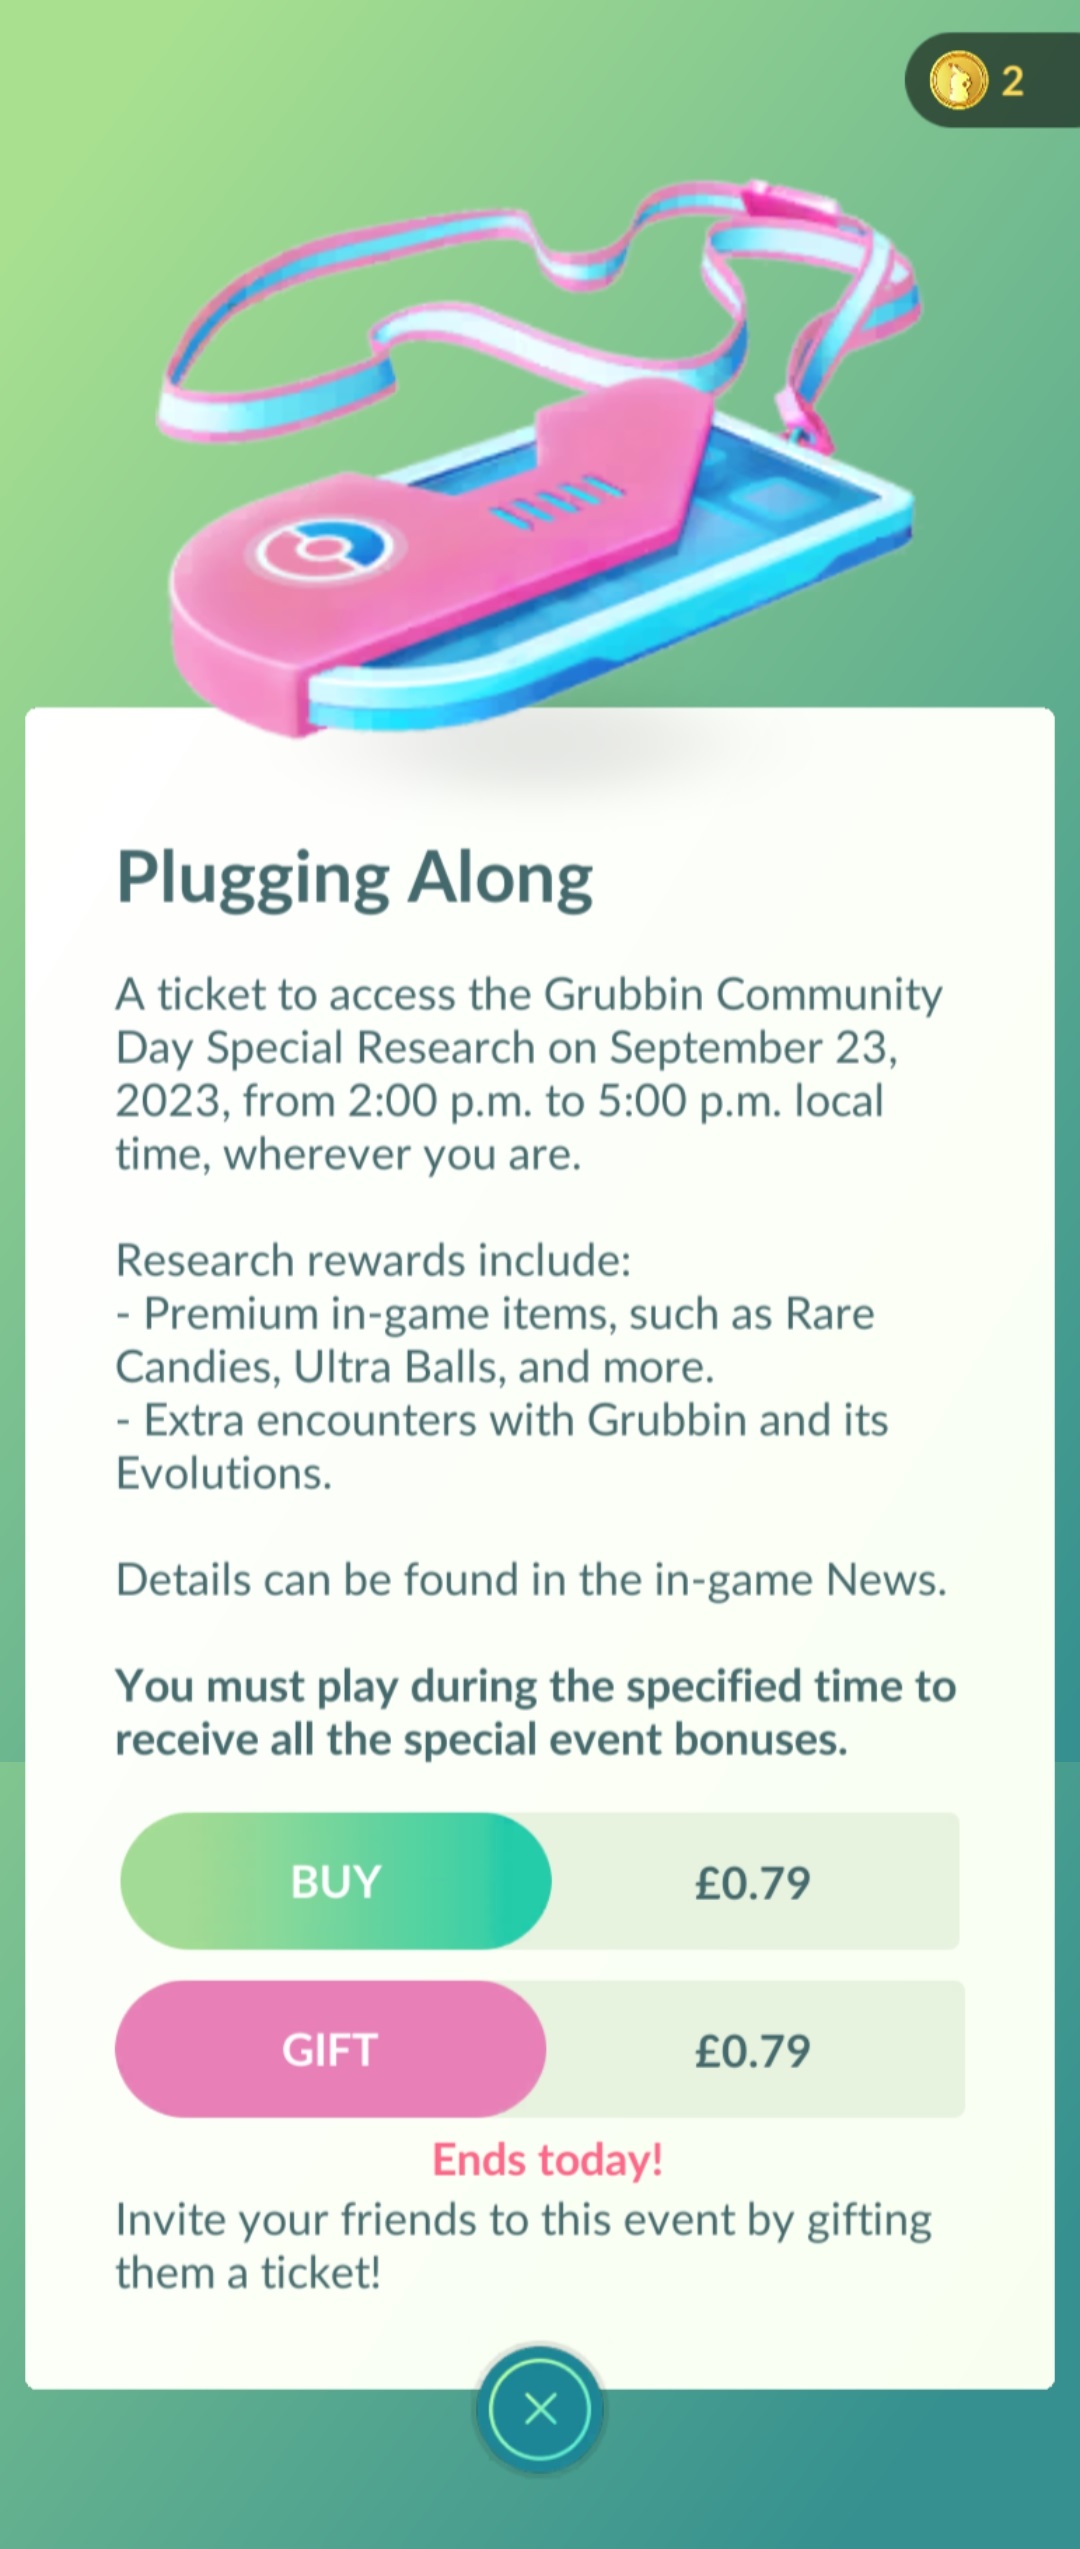 2
Plugging Along
A ticket to access the Grubbin Community
Day Special Research on September 23,
2023, from 2:00 p.m. to 5:00 p.m. local
time, wherever you are.
Research rewards include:
- Premium in-game items, such as Rare
Candies, Ultra Balls, and more.
- Extra encounters with Grubbin and its
Evolutions.
Details can be found in the in-game News.
You must play during the specified time to
receive all the special event bonuses.
BUY £0.79
GIFT £0.79
Ends today!
Invite your friends to this event by gifting
them a ticket!